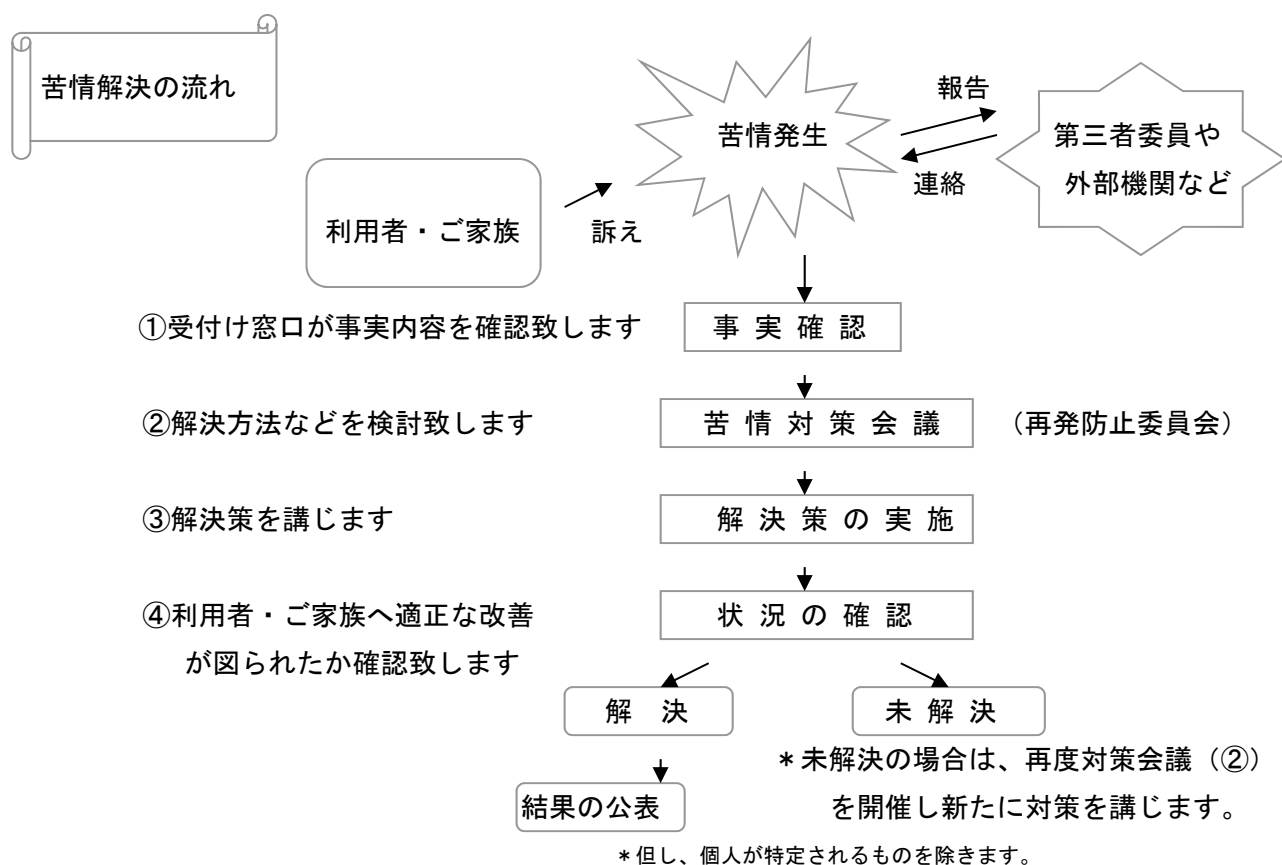 苦情解決の流れ
苦情発生
報告
連絡
第三者委員や
外部機関など
利用者・ご家族
訴え
①受付け窓口が事実内容を確認致します
事実確認
②解決方法などを検討致します
苦情対策会議
（再発防止委員会）
③解決策を講じます
解決策の実施
④利用者・ご家族へ適正な改善
が図られたか確認致します
状況の確認
解　決
未解決
＊未解決の場合は、再度対策会議（②）
を開催し新たに対策を講じます。
結果の公表
＊但し、個人が特定されるものを除きます。